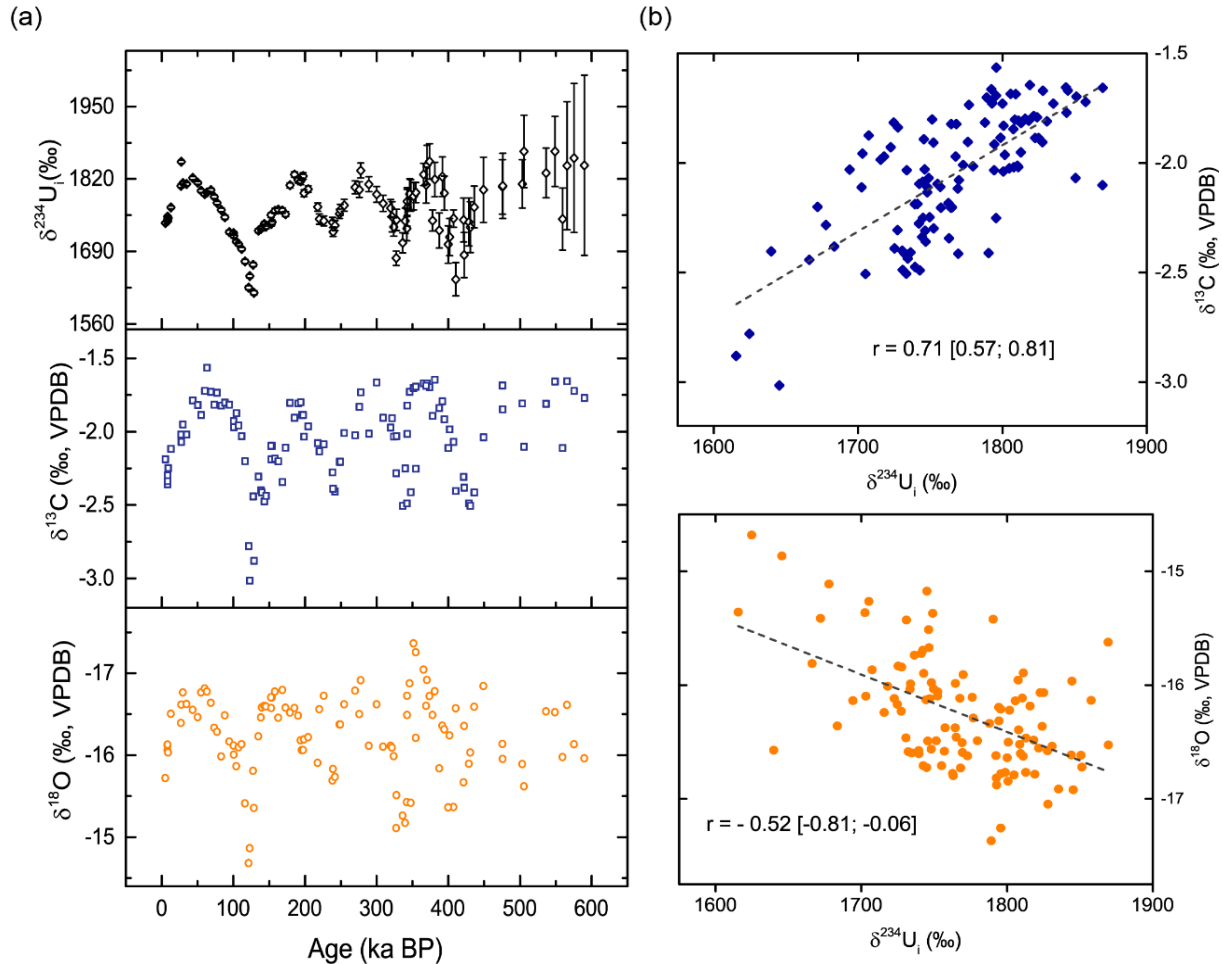 (a)
δ²³⁴Uᵢ(‰)
1950
1820
1690
1560
δ¹³C (‰, VPDB)
-1.5
-2.0
-2.5
-3.0
δ¹⁸O (‰, VPDB)
-17
-16
-15
0 100 200 300 400 500 600
Age (ka BP)
(b)
-1.5
-2.0
-2.5
-3.0
δ¹³C (‰, VPDB)
r = 0.71 [0.57; 0.81]
1600 1700 1800 1900
δ²³⁴Uᵢ (‰)
-15
-16
-17
δ¹⁸O (‰, VPDB)
r = - 0.52 [-0.81; -0.06]
1600 1700 1800 1900
δ²³⁴Uᵢ (‰)